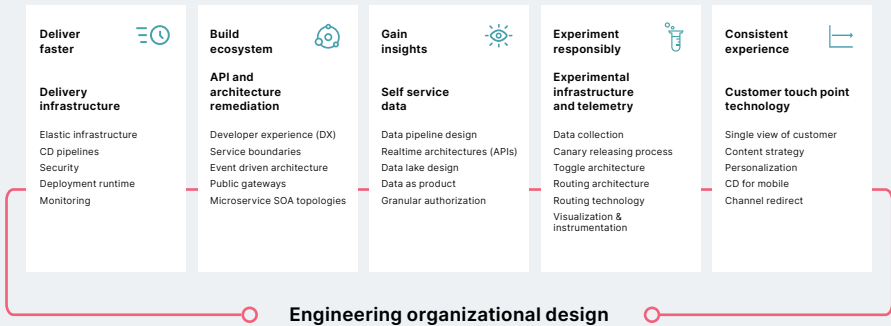 Deliver
faster
Delivery
infrastructure
Elastic infrastructure
CD pipelines
Security
Deployment runtime
Monitoring
Build
ecosystem
API and
architecture
remediation
Developer experience (DX)
Service boundaries
Event driven architecture
Public gateways
Microservice SOA topologies
Gain
insights
Self service
data
Data pipeline design
Realtime architectures (APIs)
Data lake design
Data as product
Granular authorization
Experiment
responsibly
Experimental
infrastructure
and telemetry
Data collection
Canary releasing process
Toggle architecture
Routing architecture
Routing technology
Visualization &
instrumentation
Consistent
experience
Customer touch point
technology
Single view of customer
Content strategy
Personalization
CD for mobile
Channel redirect
Engineering organizational design